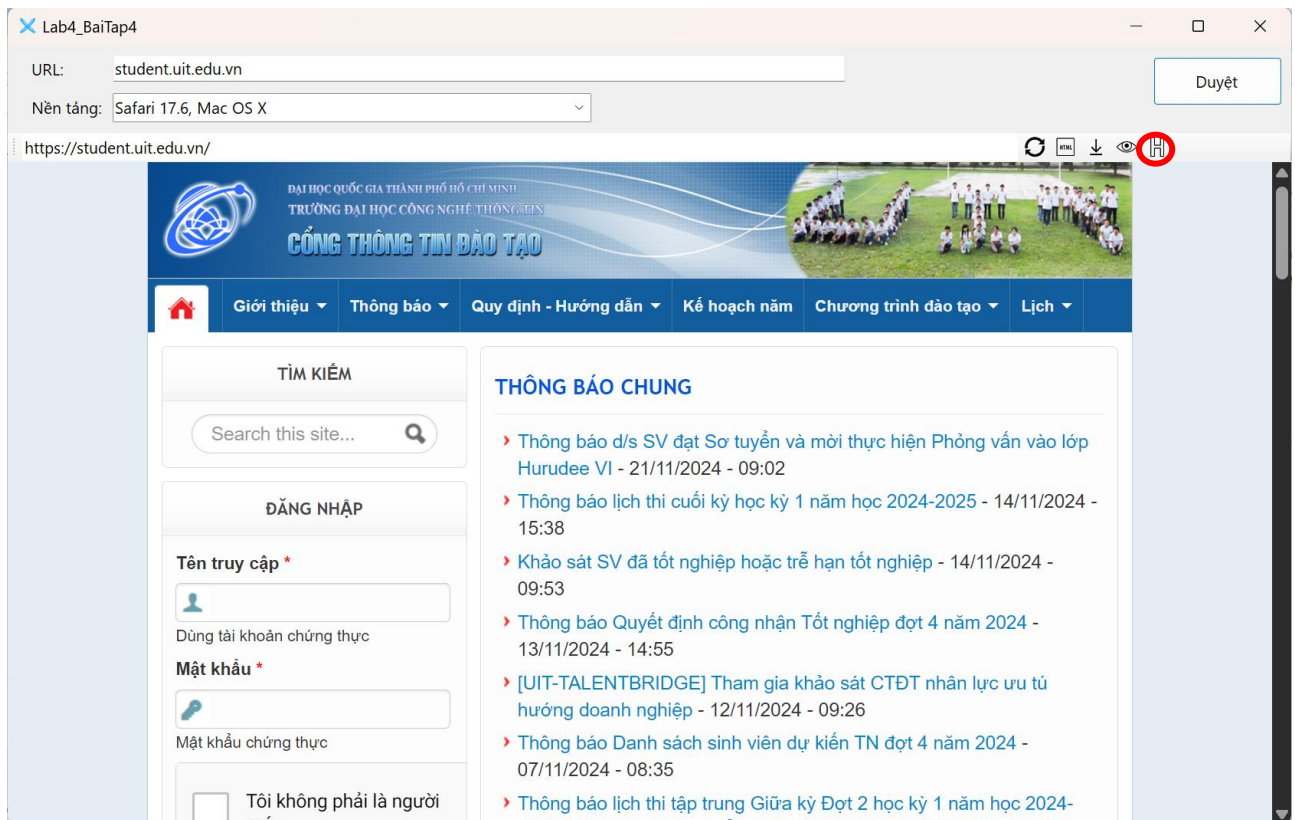 Lab4_BaiTap4
URL:
student.uit.edu.vn
Duyệt
Nền tảng:
Safari 17.6, Mac OS X
https://student.uit.edu.vn/
HTML
H
ĐẠI HỌC QUỐC GIA THÀNH PHỐ HỒ CHÍ MINH
TRƯỜNG ĐẠI HỌC CÔNG NGHỆ THÔNG TIN
CỔNG THÔNG TIN ĐÀO TẠO
Giới thiệu
Thông báo
Quy định - Hướng dẫn
Kế hoạch năm
Chương trình đào tạo
Lịch
TÌM KIẾM
Search this site...
ĐĂNG NHẬP
Tên truy cập *
Dùng tài khoản chứng thực
Mật khẩu *
Mật khẩu chứng thực
Tôi không phải là người
THÔNG BÁO CHUNG
Thông báo d/s SV đạt Sơ tuyển và mời thực hiện Phỏng vấn vào lớp
Hurudee VI - 21/11/2024 - 09:02
Thông báo lịch thi cuối kỳ học kỳ 1 năm học 2024-2025 - 14/11/2024 -
15:38
Khảo sát SV đã tốt nghiệp hoặc trễ hạn tốt nghiệp - 14/11/2024 -
09:53
Thông báo Quyết định công nhận Tốt nghiệp đợt 4 năm 2024 -
13/11/2024 - 14:55
[UIT-TALENTBRIDGE] Tham gia khảo sát CTĐT nhân lực ưu tú
hướng doanh nghiệp - 12/11/2024 - 09:26
Thông báo Danh sách sinh viên dự kiến TN đợt 4 năm 2024 -
07/11/2024 - 08:35
Thông báo lịch thi tập trung Giữa kỳ Đợt 2 học kỳ 1 năm học 2024-